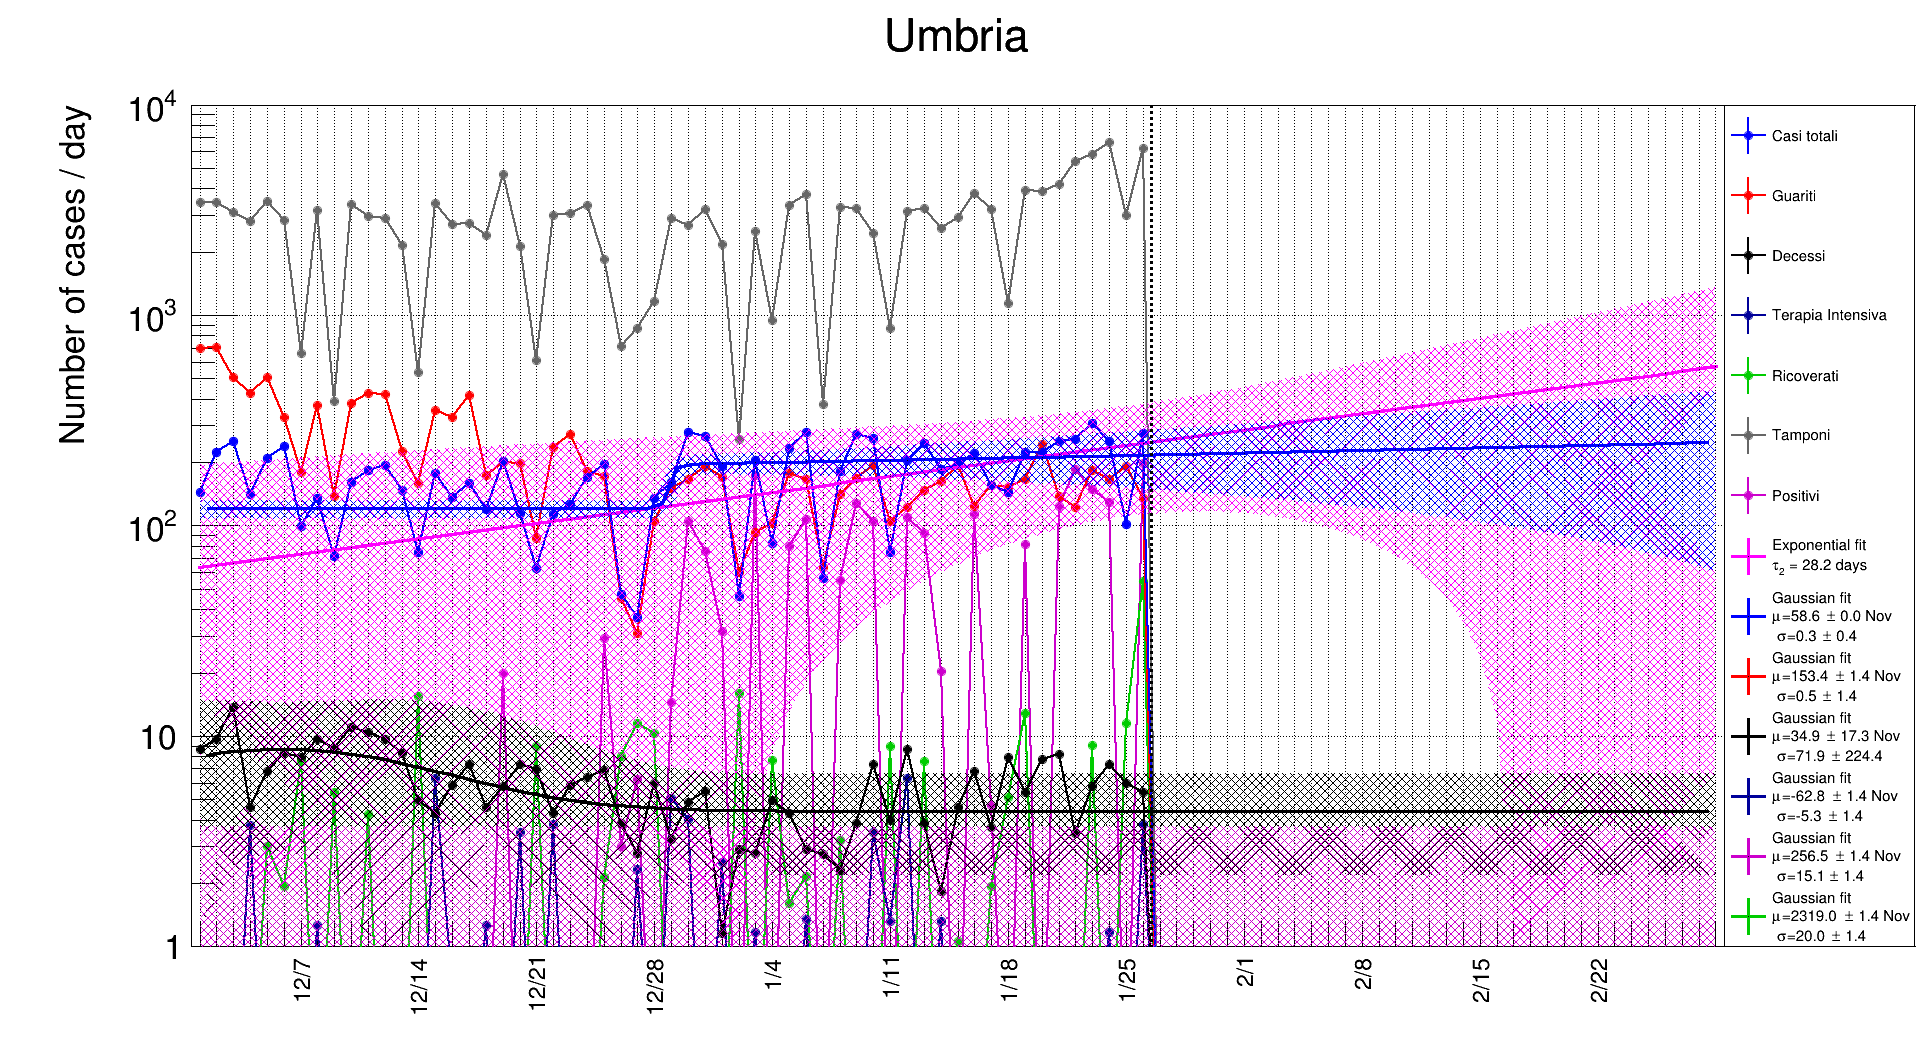 Umbria
Number of cases / day
10^4
10^3
10^2
10
1
12/7
12/14
12/21
12/28
1/4
1/11
1/18
1/25
2/1
2/8
2/15
2/22
Casi totali
Guariti
Decessi
Terapia Intensiva
Ricoverati
Tamponi
Positivi
Exponential fit
τ₂ = 28.2 days
Gaussian fit
μ=58.6 ± 0.0 Nov
σ=0.3 ± 0.4
Gaussian fit
μ=153.4 ± 1.4 Nov
σ=0.5 ± 1.4
Gaussian fit
μ=34.9 ± 17.3 Nov
σ=71.9 ± 224.4
Gaussian fit
μ=-62.8 ± 1.4 Nov
σ=-5.3 ± 1.4
Gaussian fit
μ=256.5 ± 1.4 Nov
σ=15.1 ± 1.4
Gaussian fit
μ=2319.0 ± 1.4 Nov
σ=20.0 ± 1.4